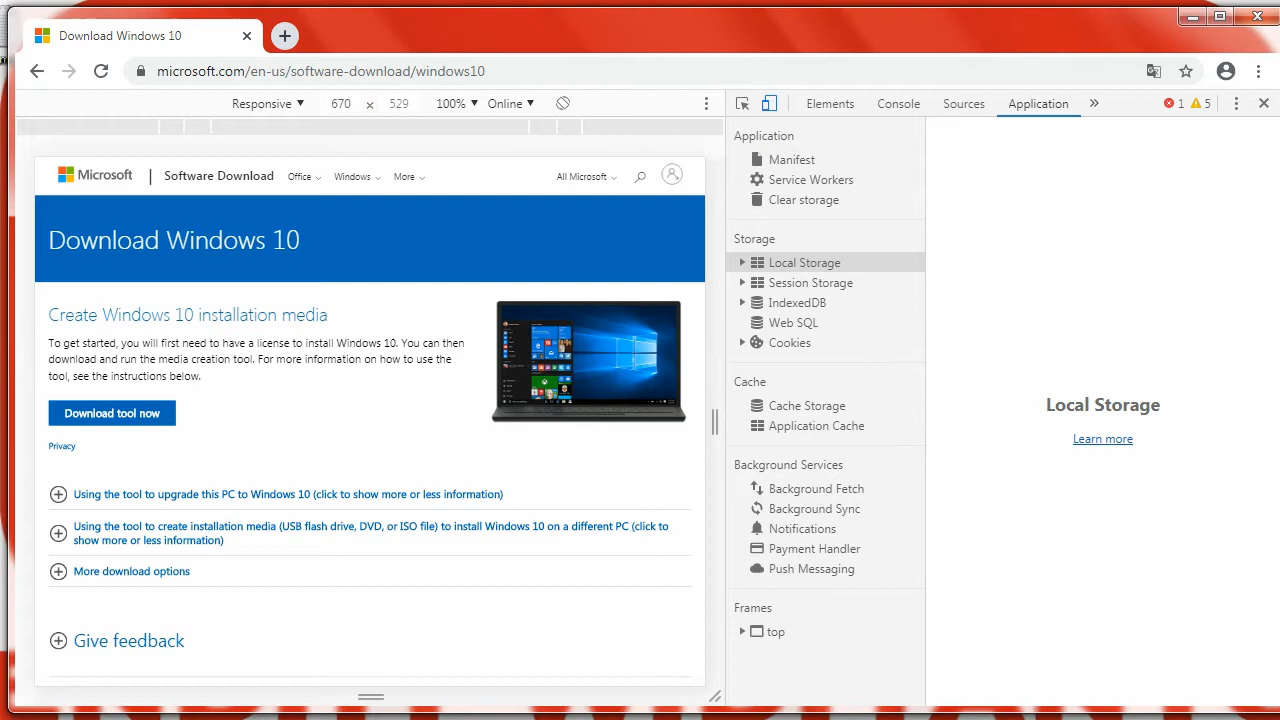 Download Windows 10
microsoft.com/en-us/software-download/windows10
Responsive 670 × 529 100% Online
Elements Console Sources Application 1 5
Microsoft Software Download Office Windows More All Microsoft
Download Windows 10
Create Windows 10 installation media
To get started, you will first need to have a license to install Windows 10. You can then
download and run the media creation tool. For more information on how to use the
tool, see the instructions below.
Download tool now
Privacy
Using the tool to upgrade this PC to Windows 10 (click to show more or less information)
Using the tool to create installation media (USB flash drive, DVD, or ISO file) to install Windows 10 on a different PC (click to
show more or less information)
More download options
Give feedback
Application
Manifest
Service Workers
Clear storage
Storage
Local Storage
Session Storage
IndexedDB
Web SQL
Cookies
Cache
Cache Storage
Application Cache
Background Services
Background Fetch
Background Sync
Notifications
Payment Handler
Push Messaging
Frames
top
Local Storage
Learn more